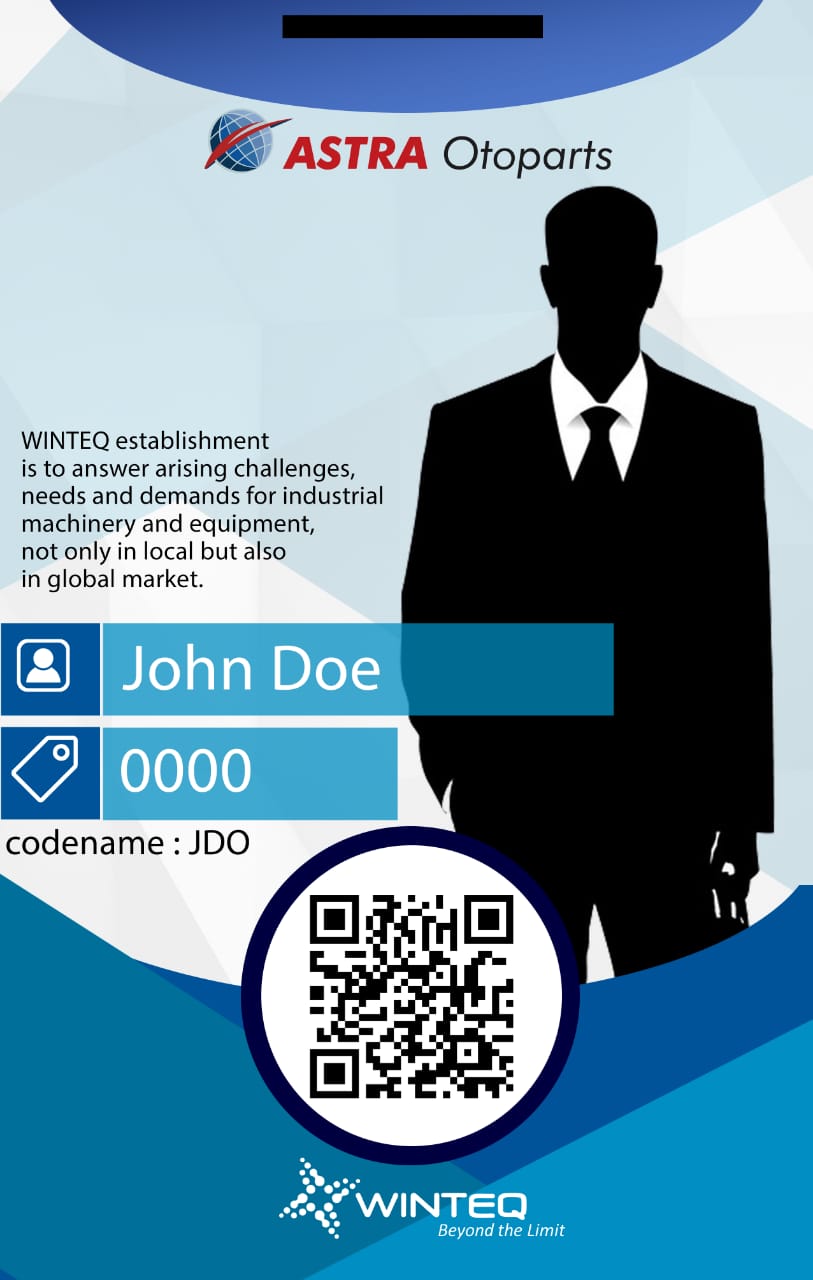 ASTRA Otoparts
WINTEQ establishment
is to answer arising challenges,
needs and demands for industrial
machinery and equipment,
not only in local but also
in global market.
John Doe
0000
codename : JDO
WINTEQ
Beyond the Limit